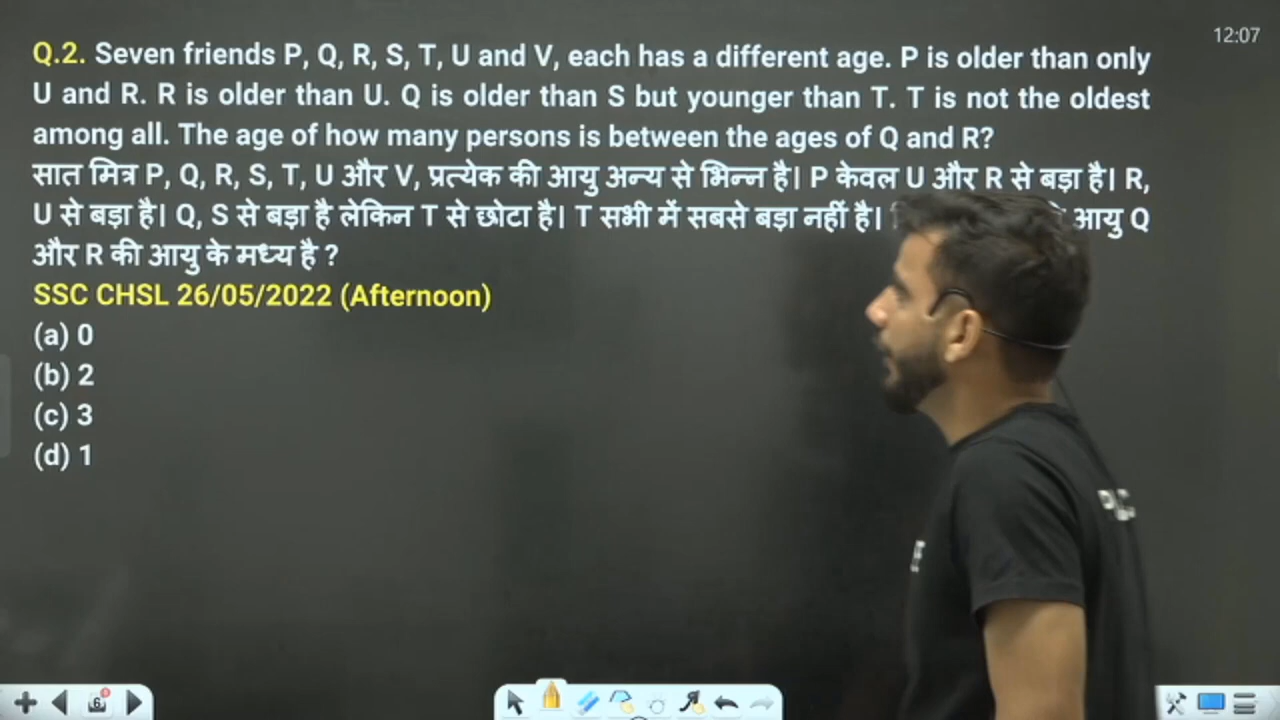 12:07
Q.2. Seven friends P, Q, R, S, T, U and V, each has a different age. P is older than only
U and R. R is older than U. Q is older than S but younger than T. T is not the oldest
among all. The age of how many persons is between the ages of Q and R?
सात मित्र P, Q, R, S, T, U और V, प्रत्येक की आयु अन्य से भिन्न है। P केवल U और R से बड़ा है। R,
U से बड़ा है। Q, S से बड़ा है लेकिन T से छोटा है। T सभी में सबसे बड़ा नहीं है। आयु Q
और R की आयु के मध्य है ?
SSC CHSL 26/05/2022 (Afternoon)
(a) 0
(b) 2
(c) 3
(d) 1